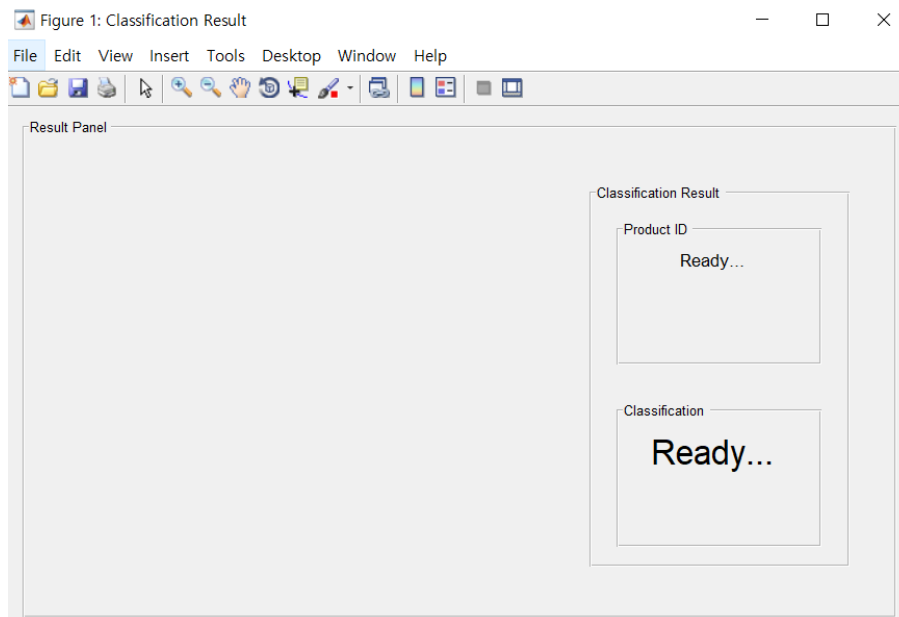 Figure 1: Classification Result
File Edit View Insert Tools Desktop Window Help
Result Panel
Classification Result
Product ID
Ready...
Classification
Ready...